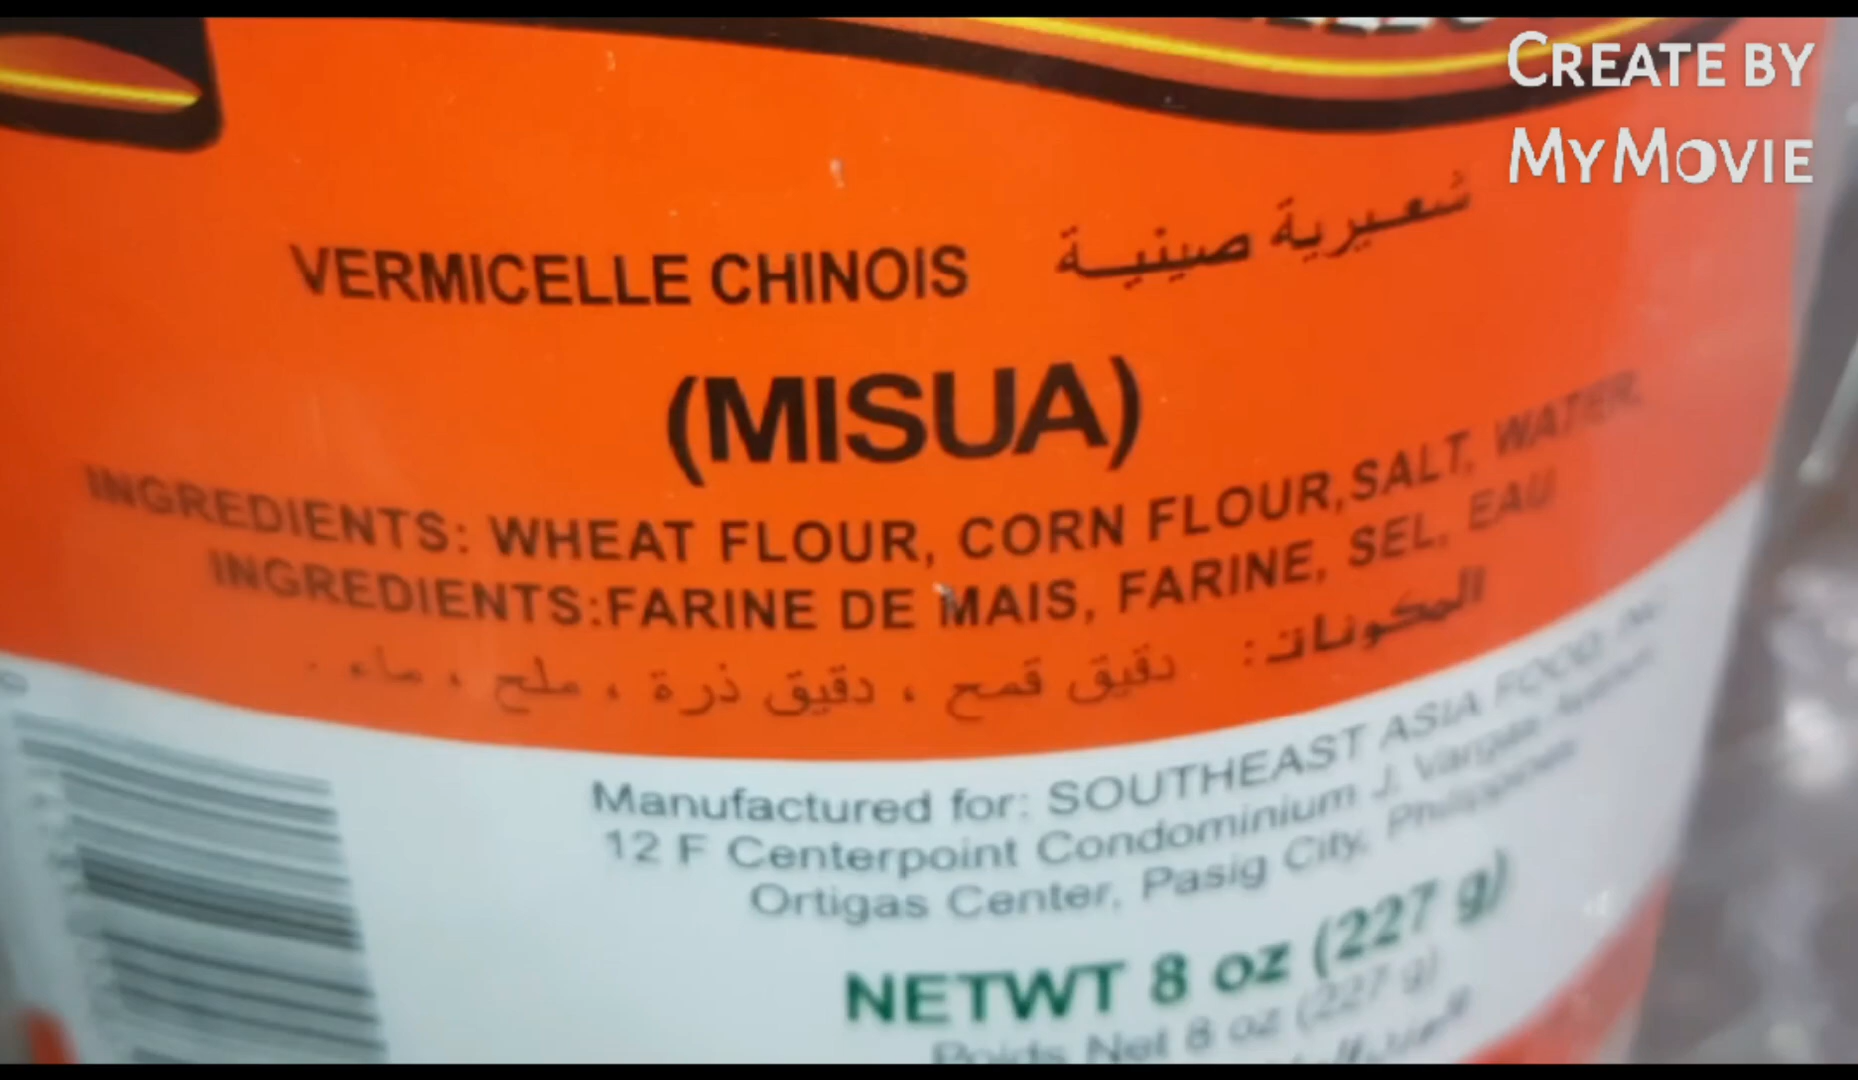 CREATE BY
MYMOVIE
VERMICELLE CHINOIS شعيرية صينية
(MISUA)
INGREDIENTS: WHEAT FLOUR, CORN FLOUR,SALT, WATER,
INGREDIENTS:FARINE DE MAIS, FARINE, SEL, EAU
المكونات: دقيق قمح ، دقيق ذرة ، ملح ، ماء .
Manufactured for: SOUTHEAST ASIA FOOD,
12 F Centerpoint Condominium J. Vargas
Ortigas Center, Pasig City, Philippines
NETWT 8 oz (227 g)
Poids Net 8 oz (227 g)